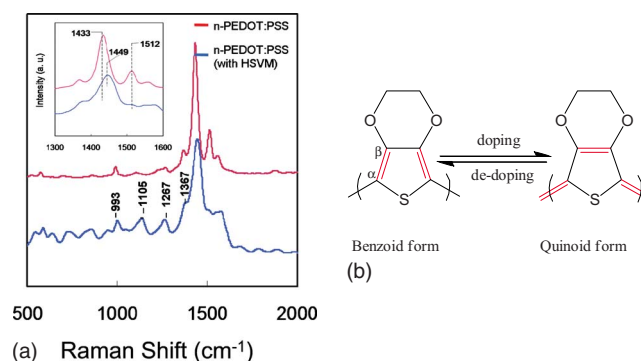 1433
1449
1512
Intensity (a. u.)
1300 1400 1500 1600
n-PEDOT:PSS
n-PEDOT:PSS
(with HSVM)
993
1105
1267
1367
500 1000 1500 2000
(a) Raman Shift (cm-1)
O O
β
α
S
Benzoid form
doping
de-doping
O O
S
Quinoid form
(b)